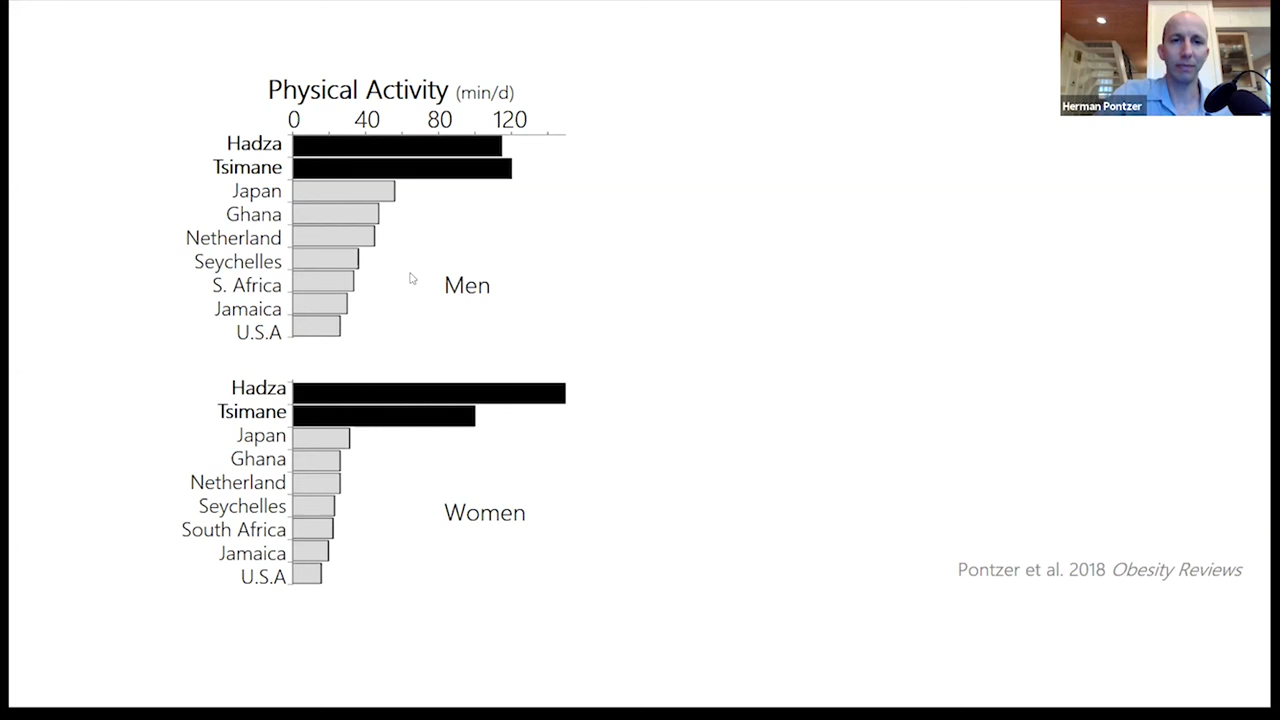 Herman Pontzer
Physical Activity (min/d)
0 40 80 120
Hadza
Tsimane
Japan
Ghana
Netherland
Seychelles
S. Africa
Jamaica
U.S.A
Men
Hadza
Tsimane
Japan
Ghana
Netherland
Seychelles
South Africa
Jamaica
U.S.A
Women
Pontzer et al. 2018 Obesity Reviews